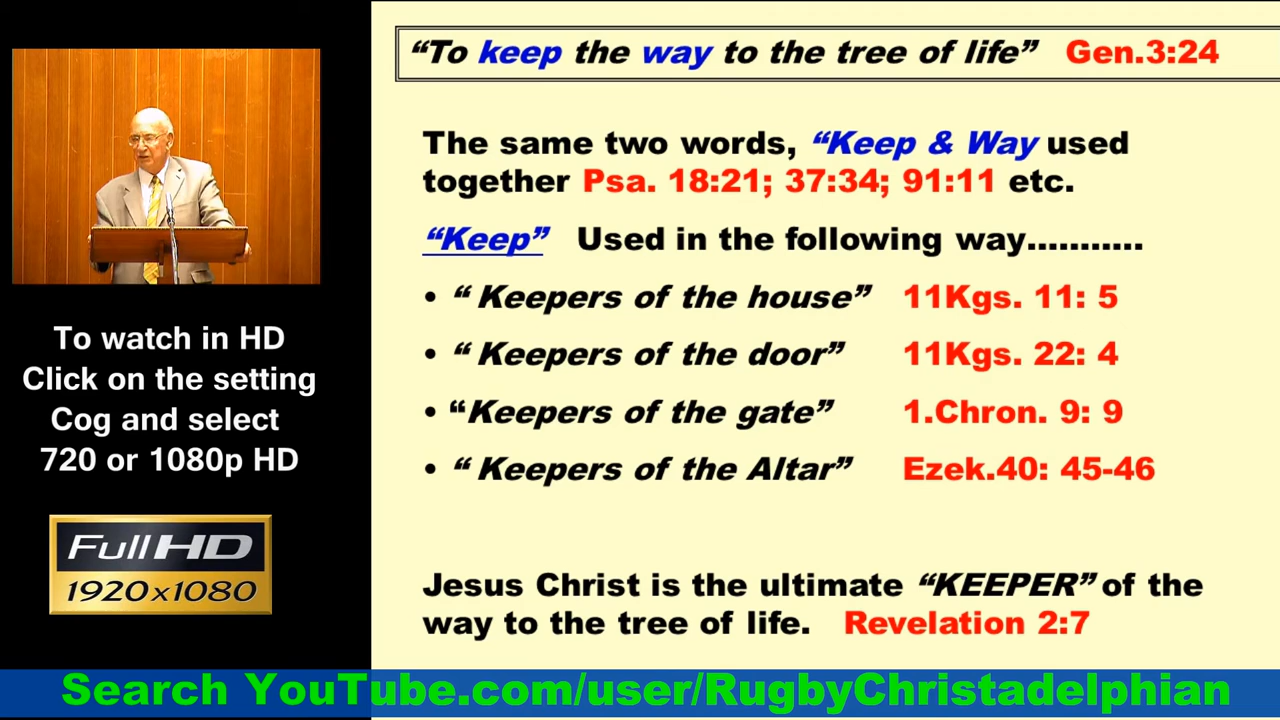 “To keep the way to the tree of life” Gen.3:24
The same two words, “Keep & Way used
together Psa. 18:21; 37:34; 91:11 etc.
“Keep” Used in the following way...........
• “ Keepers of the house” 11Kgs. 11: 5
• “ Keepers of the door” 11Kgs. 22: 4
• “Keepers of the gate” 1.Chron. 9: 9
• “ Keepers of the Altar” Ezek.40: 45-46
Jesus Christ is the ultimate “KEEPER” of the
way to the tree of life. Revelation 2:7
To watch in HD
Click on the setting
Cog and select
720 or 1080p HD
Full HD
1920x1080
Search YouTube.com/user/RugbyChristadelphian